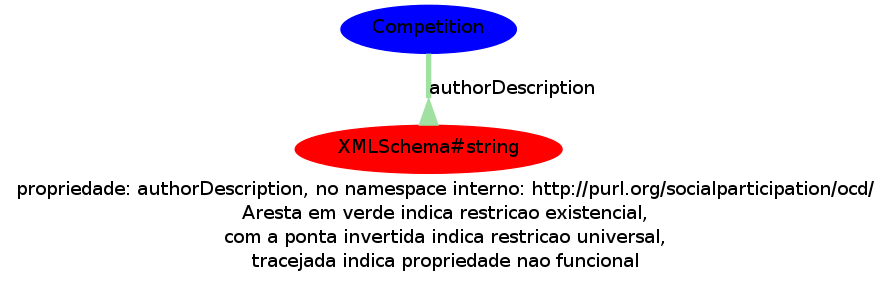 Competition
authorDescription
XMLSchema#string
propriedade: authorDescription, no namespace interno: http://purl.org/socialparticipation/ocd/
Aresta em verde indica restricao existencial,
com a ponta invertida indica restricao universal,
tracejada indica propriedade nao funcional